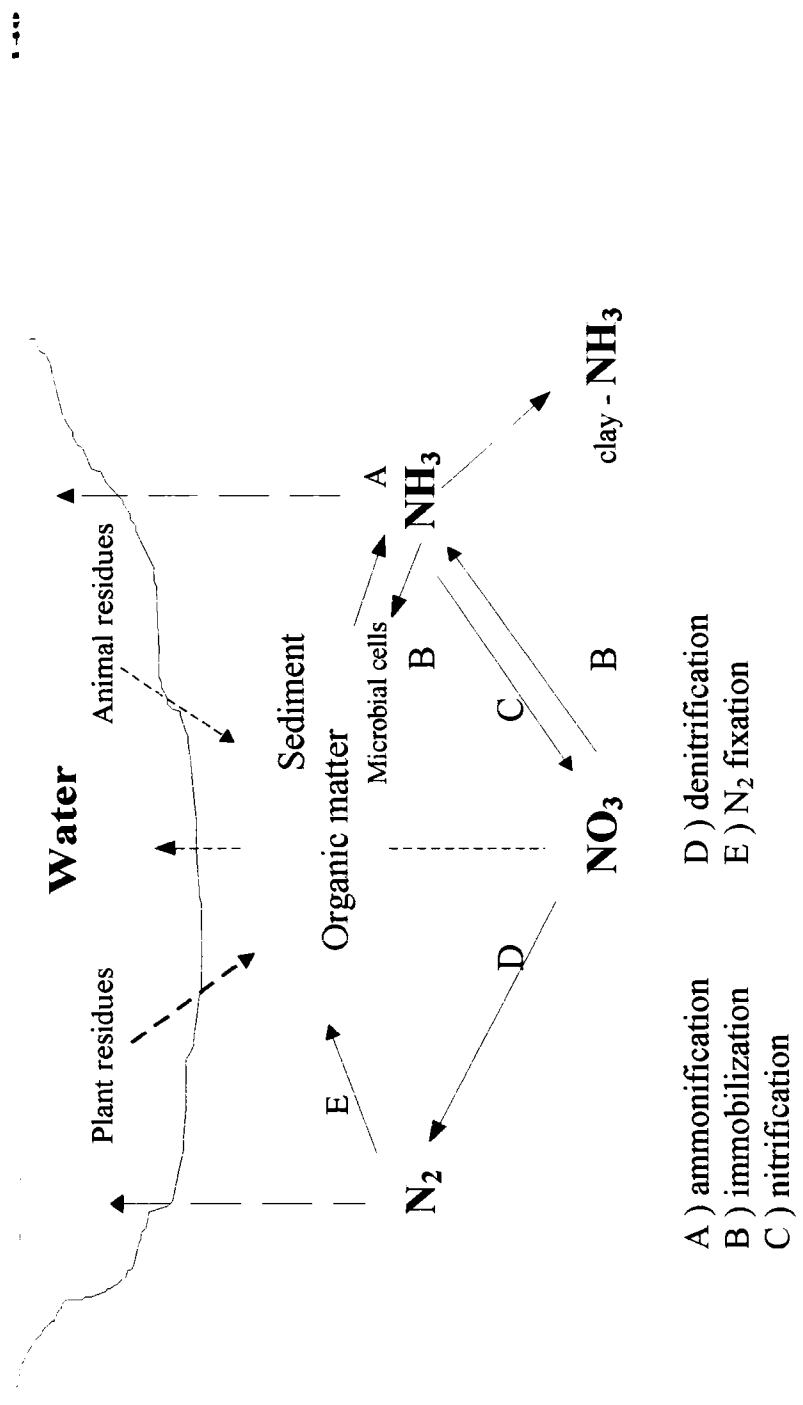 Water
Plant residues
Animal residues
Sediment
Organic matter
Microbial cells
E
A
N₂
NH₃
B
D
C
NO₃
B
clay - NH₃
A ) ammonification
B ) immobilization
C ) nitrification
D ) denitrification
E ) N₂ fixation